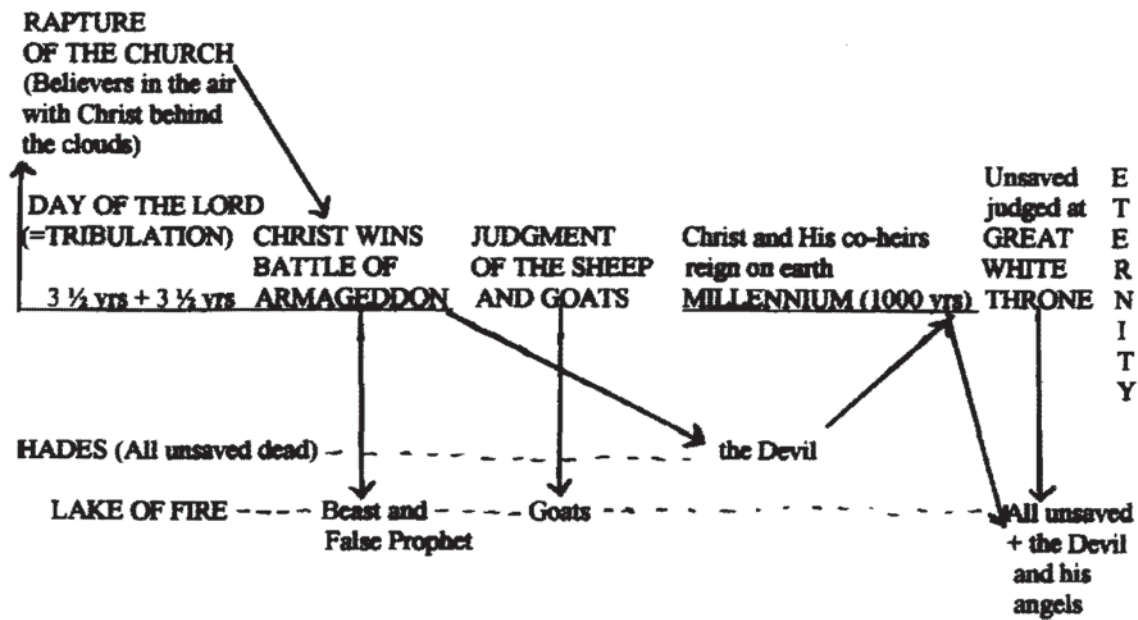 RAPTURE
OF THE CHURCH
(Believers in the air
with Christ behind
the clouds)
DAY OF THE LORD
(=TRIBULATION)
3 ½ yrs + 3 ½ yrs
CHRIST WINS
BATTLE OF
ARMAGEDDON
JUDGMENT
OF THE SHEEP
AND GOATS
Christ and His co-heirs
reign on earth
MILLENNIUM (1000 yrs)
Unsaved
judged at
GREAT
WHITE
THRONE
E
T
E
R
N
I
T
Y
HADES (All unsaved dead)
the Devil
LAKE OF FIRE
Beast and
False Prophet
Goats
All unsaved
+ the Devil
and his
angels